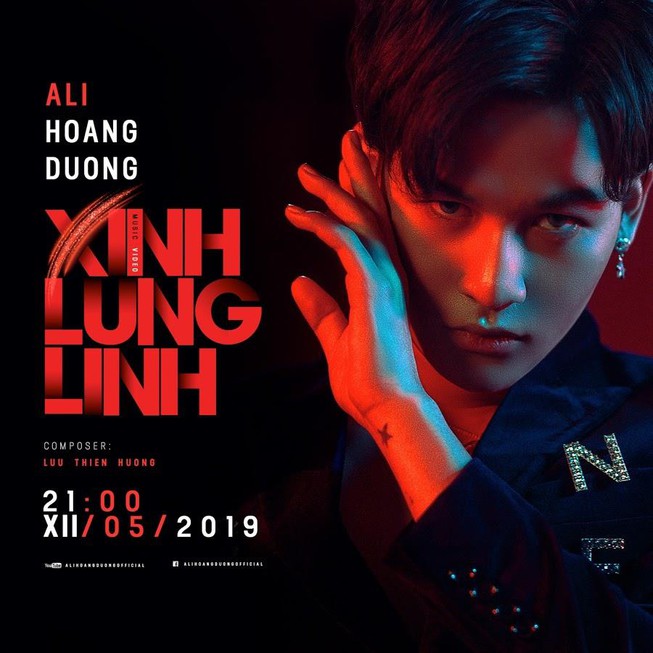 ALI
HOANG
DUONG
XINH
MUSIC VIDEO
LUNG
LINH
COMPOSER:
LUU THIEN HUONG
21:00
XII/05/2019
YouTube ALIHOANGDUONGOFFICIAL f ALIHOANGDUONGOFFICIAL
N
E